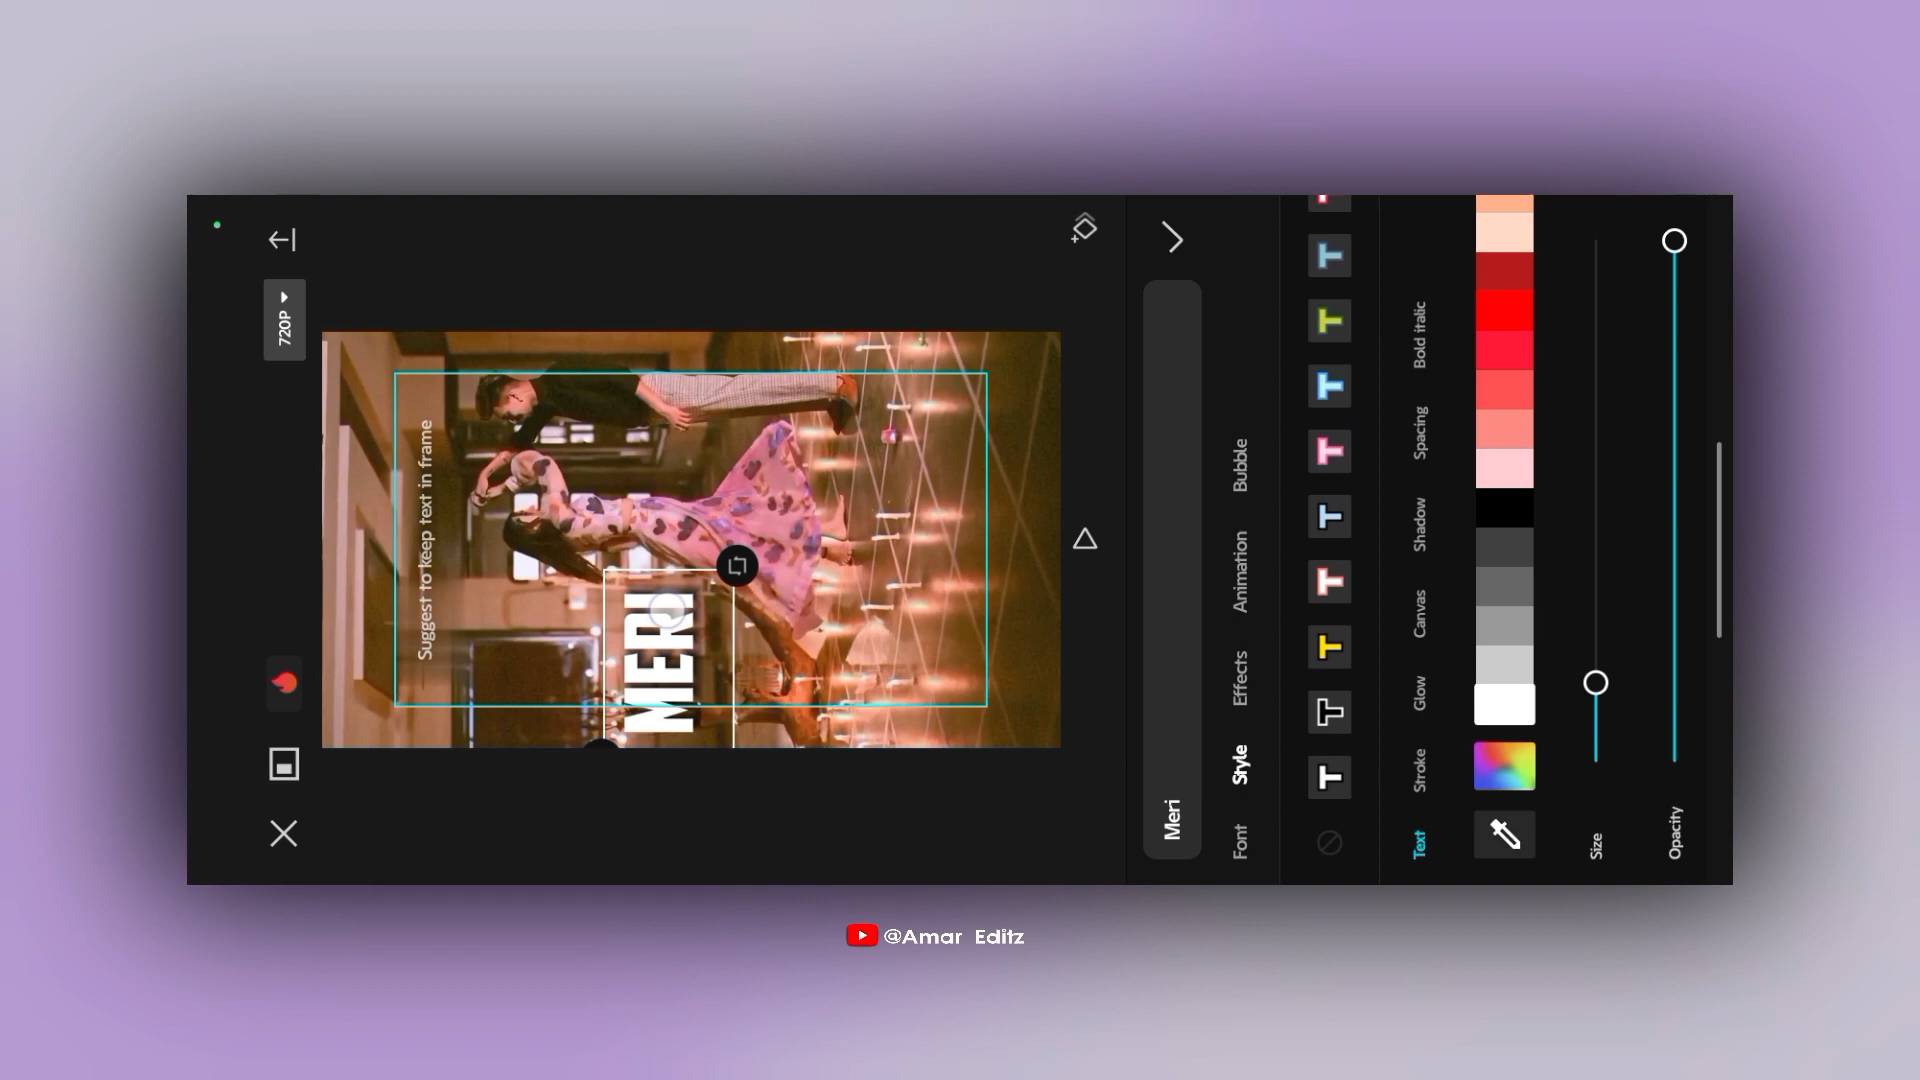 720P
Suggest to keep text in frame
MERI
Meri
Font Style Effects Animation Bubble
T T T T T T T T T
Text Stroke Glow Canvas Shadow Spacing Bold italic
Size
Opacity
@Amar Editz